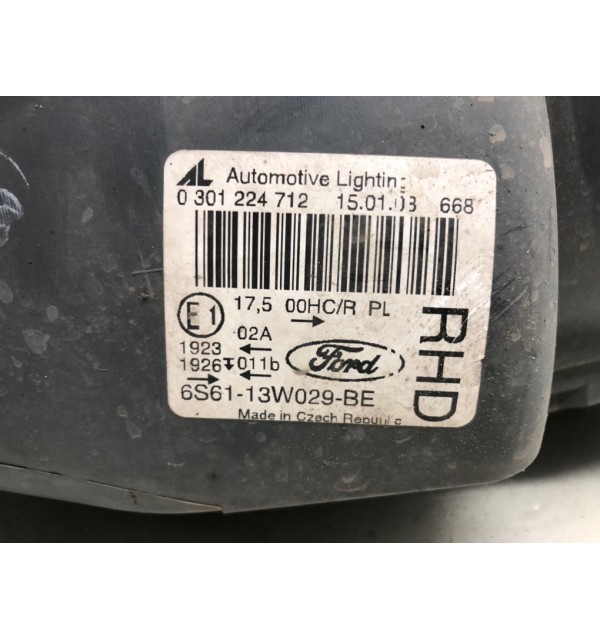 AL Automotive Lighting
0 301 224 712 15.01.08 668
E1 17,5 00HC/R PL
02A
1923
1926 011b Ford
6S61-13W029-BE
Made in Czech Republic
RHD